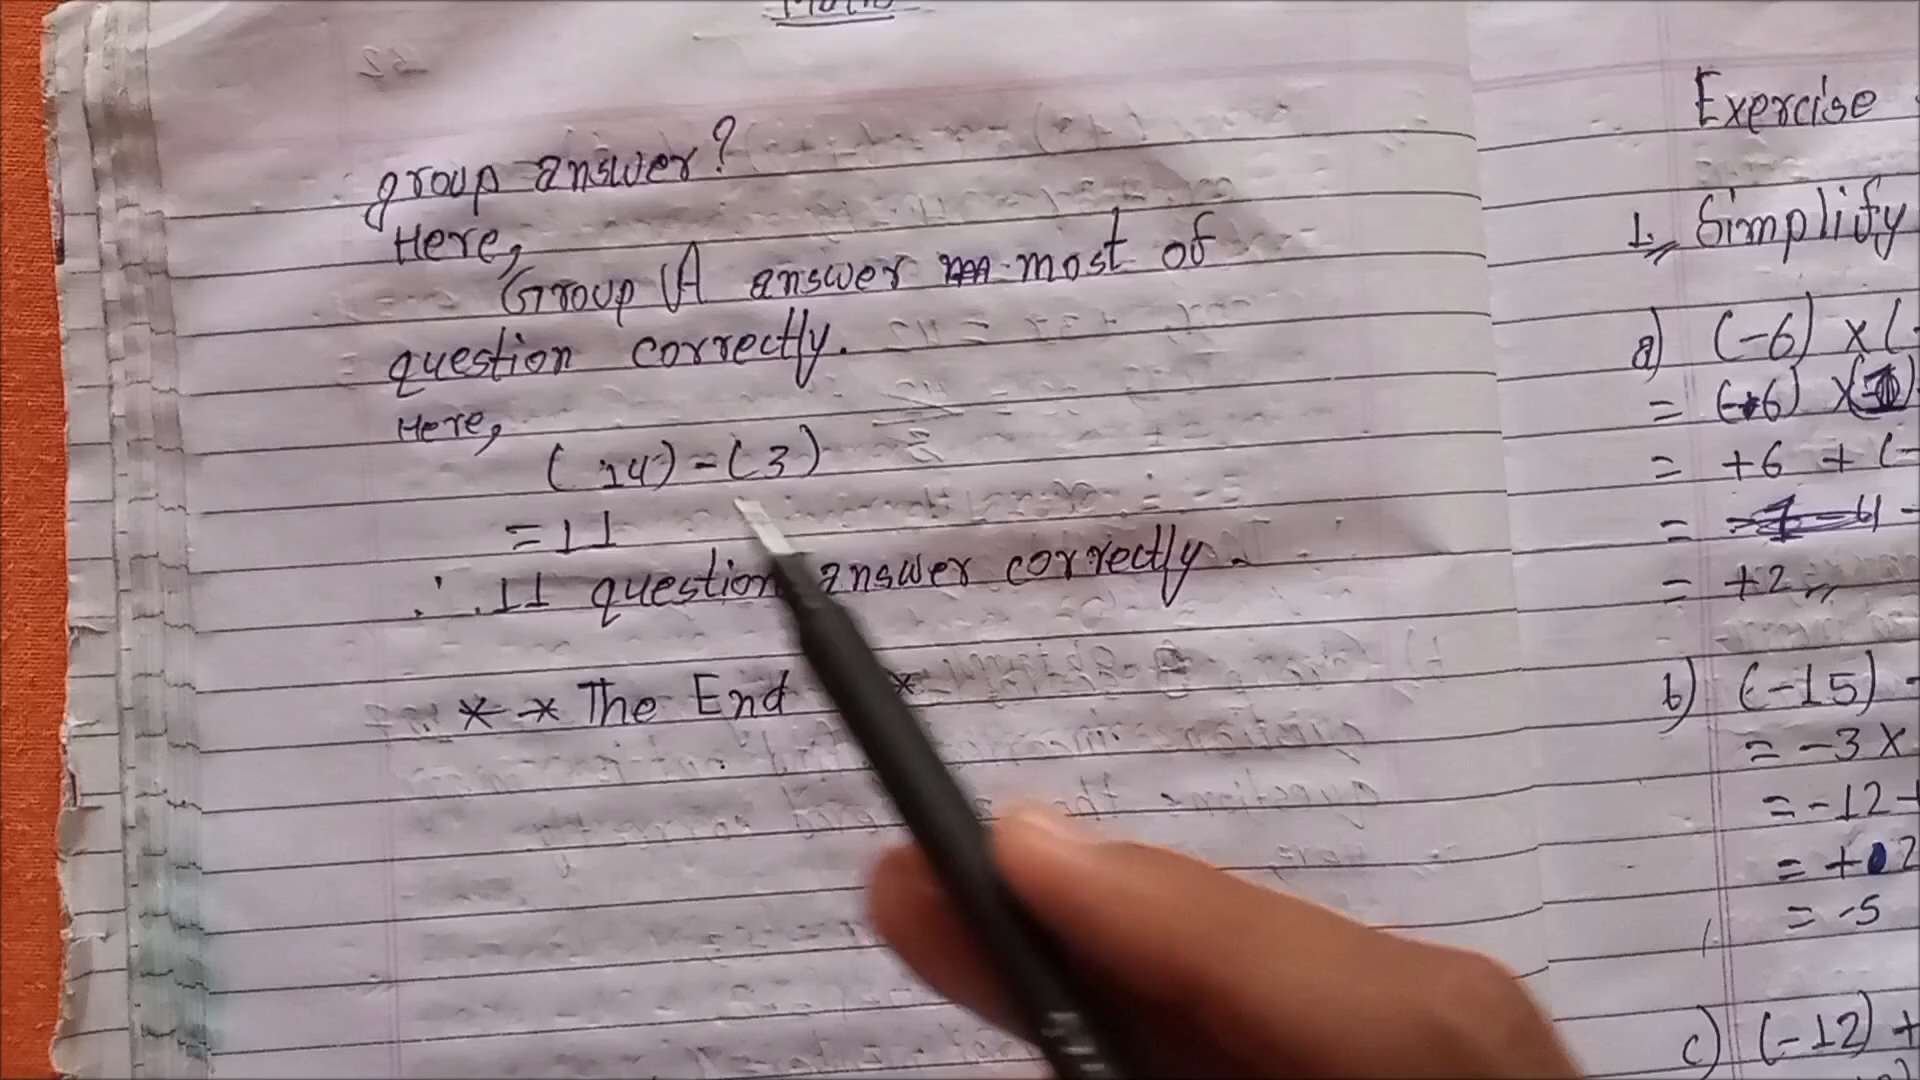 group answer?
Here,
Group A answer most of
question correctly.
Here,
(14) - (3)
= 11
∴ 11 question answer correctly.
** The End *
Exercise
1. Simplify
a) (-6) × (-
= (-6) ×
= +6 + (-
= 4 -
= +2
b) (-15) -
= -3 ×
= -12 +
= + 2
= -5
c) (-12) +